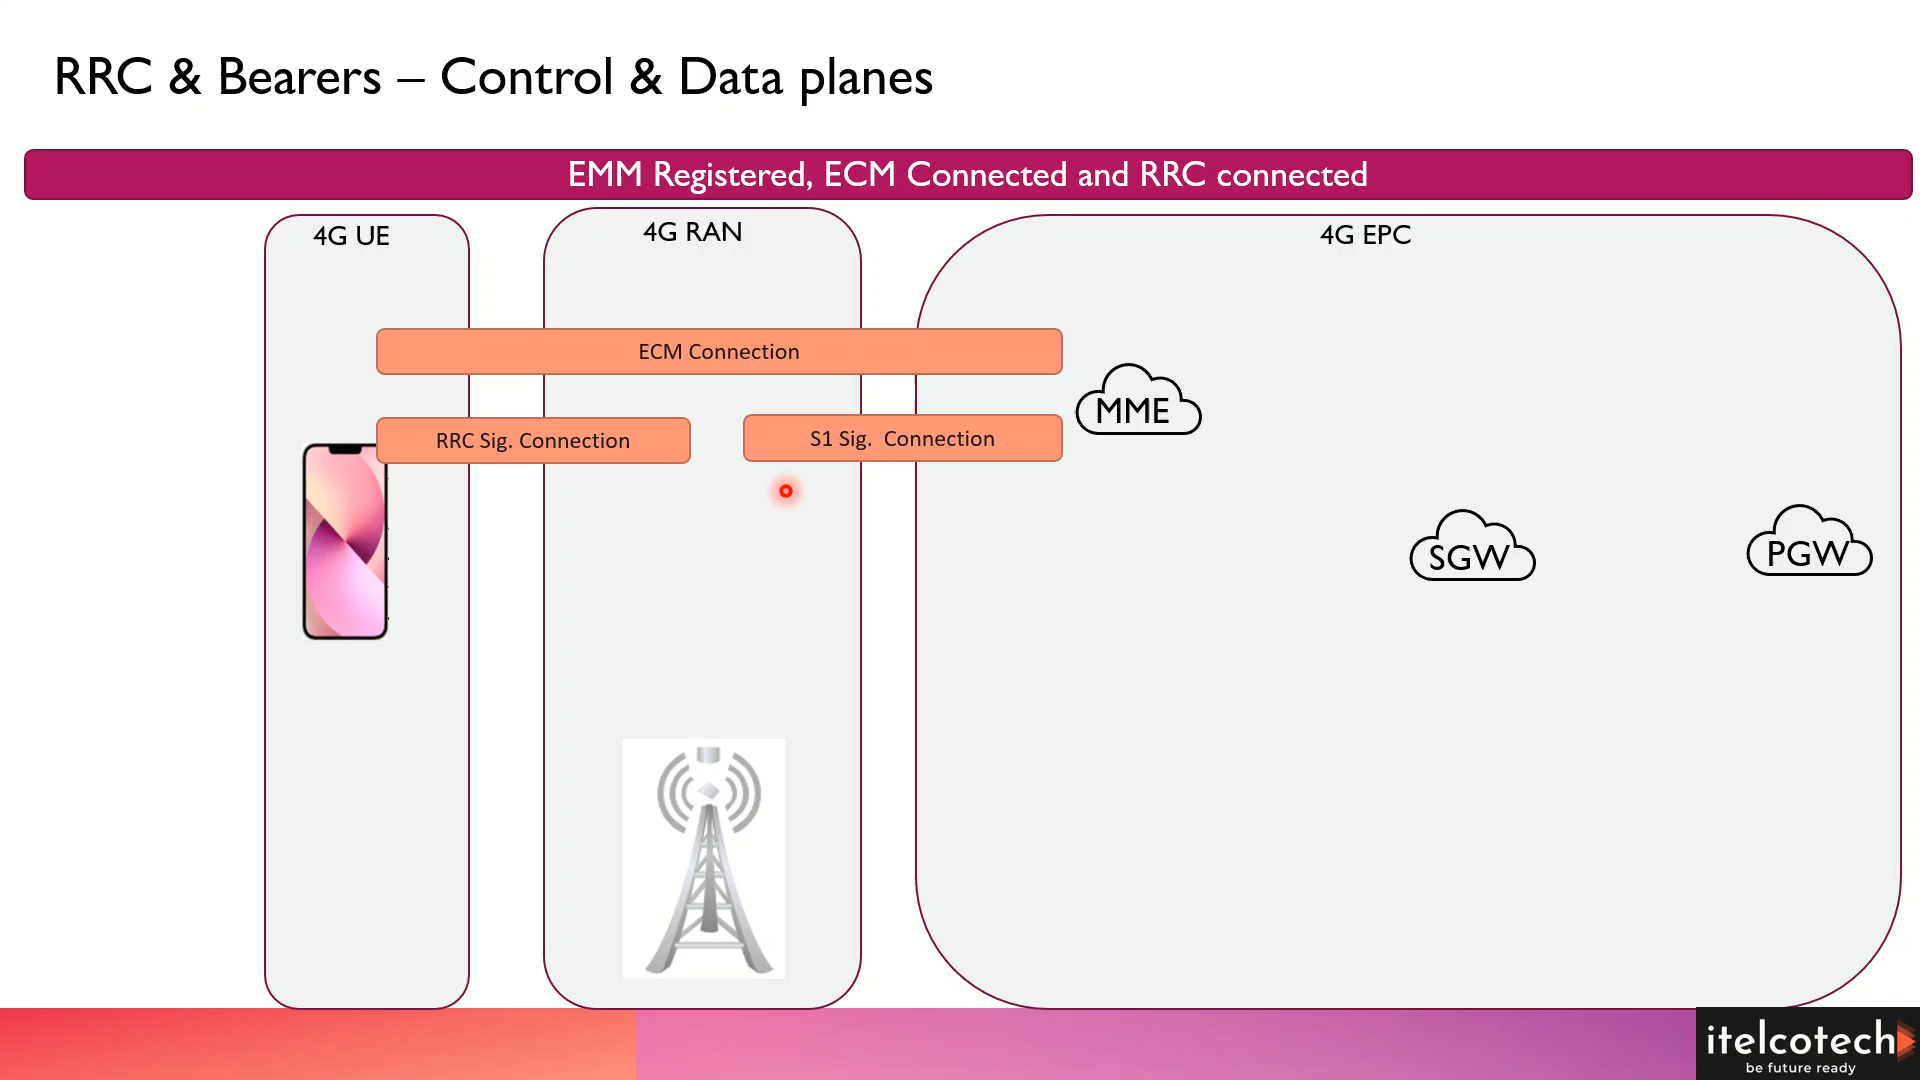 RRC & Bearers – Control & Data planes
EMM Registered, ECM Connected and RRC connected
4G UE
4G RAN
4G EPC
ECM Connection
MME
RRC Sig. Connection
S1 Sig.  Connection
SGW
PGW
itelcotech
be future ready